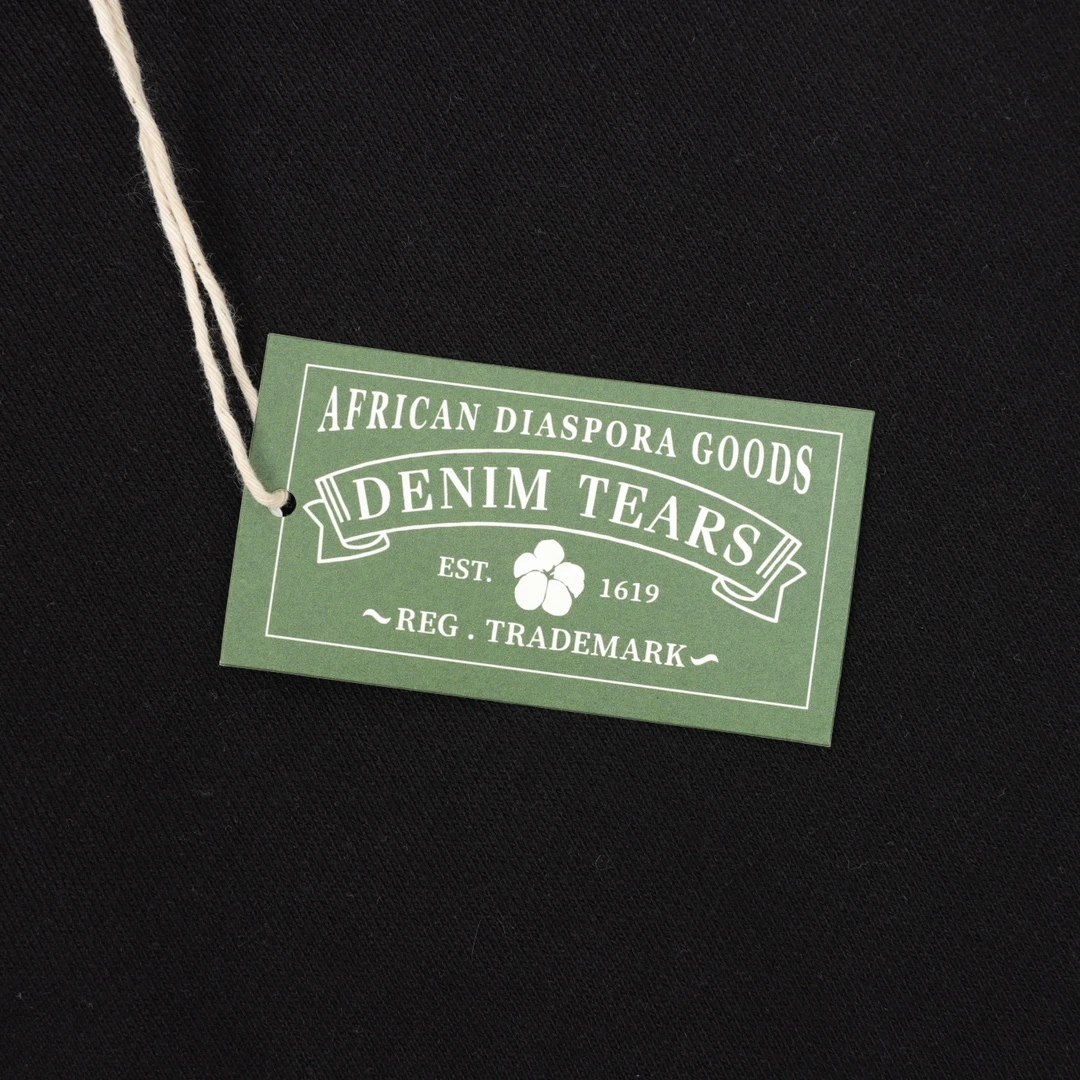 AFRICAN DIASPORA GOODS
DENIM TEARS
EST. 1619
~REG . TRADEMARK~